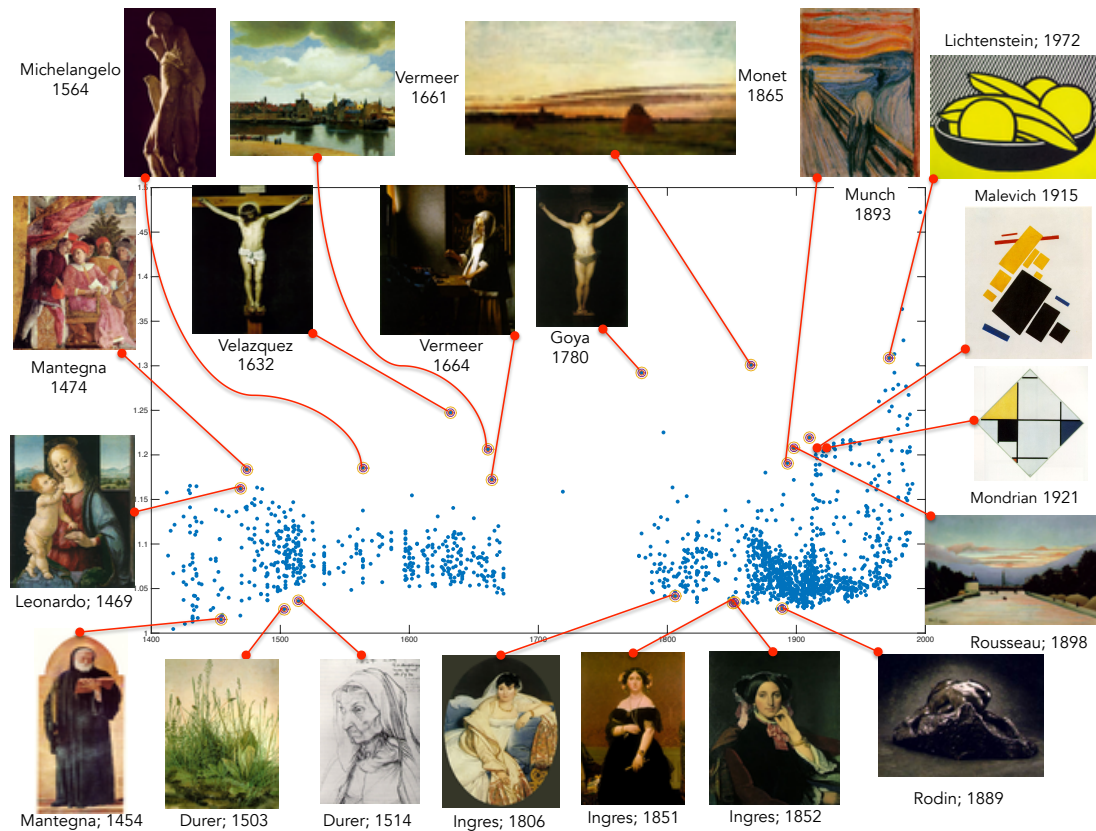 Lichtenstein; 1972
Michelangelo
1564
Vermeer
1661
Monet
1865
Munch
1893
Malevich 1915
Velazquez
1632
Vermeer
1664
Goya
1780
Mantegna
1474
1.45
1.4
1.35
1.3
1.25
1.2
1.15
1.1
1.05
1
1400
1500
1600
1700
1800
1900
2000
Mondrian 1921
Leonardo; 1469
Rousseau; 1898
Mantegna; 1454
Durer; 1503
Durer; 1514
Ingres; 1806
Ingres; 1851
Ingres; 1852
Rodin; 1889